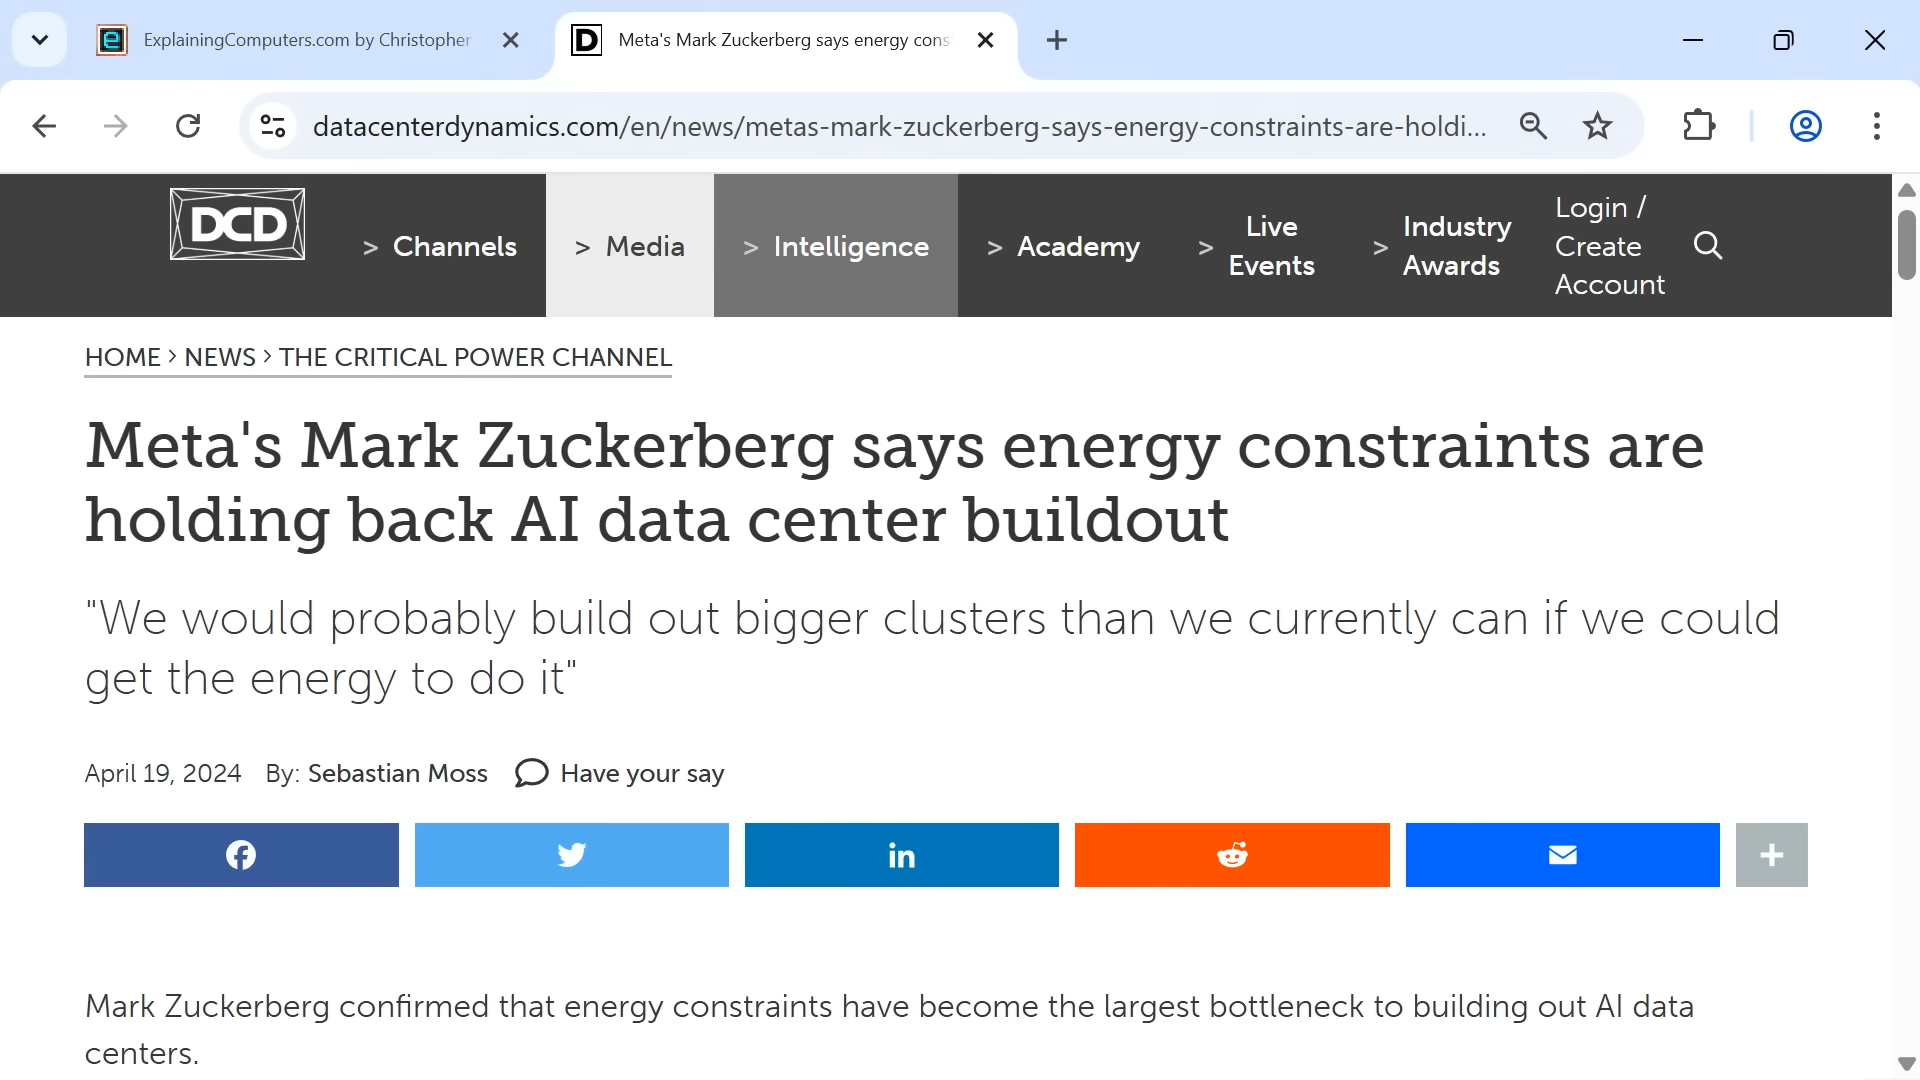 ExplainingComputers.com by Christopher
Meta's Mark Zuckerberg says energy cons
datacenterdynamics.com/en/news/metas-mark-zuckerberg-says-energy-constraints-are-holdi...
DCD
> Channels
> Media
> Intelligence
> Academy
> Live
Events
> Industry
Awards
Login /
Create
Account
HOME > NEWS > THE CRITICAL POWER CHANNEL
Meta's Mark Zuckerberg says energy constraints are
holding back AI data center buildout
"We would probably build out bigger clusters than we currently can if we could
get the energy to do it"
April 19, 2024 By: Sebastian Moss Have your say
in
Mark Zuckerberg confirmed that energy constraints have become the largest bottleneck to building out AI data
centers.